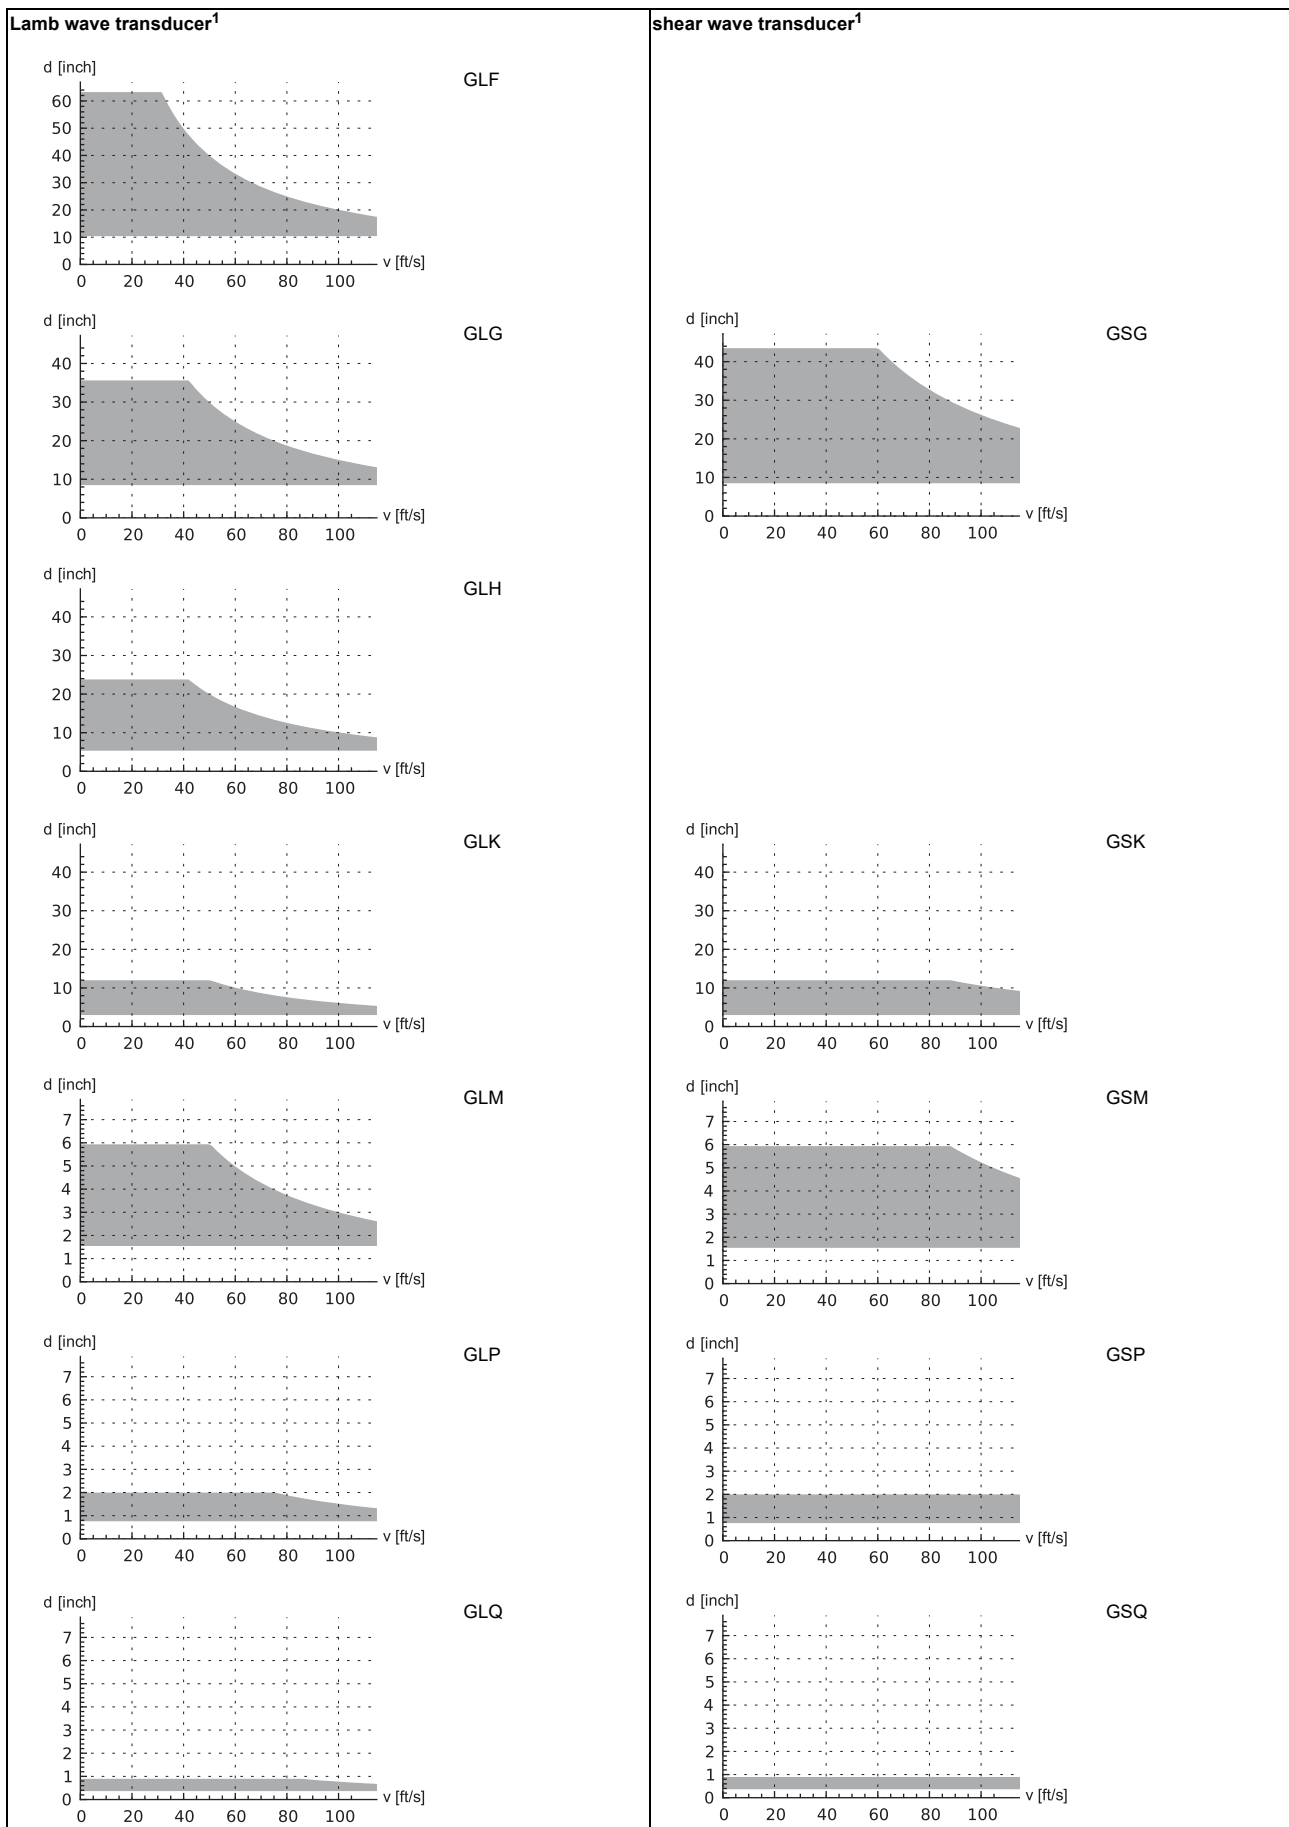 Lamb wave transducer1
shear wave transducer1
d [inch]
GLF
60
50
40
30
20
10
0
v [ft/s]
0 20 40 60 80 100
d [inch]
GLG
40
30
20
10
0
v [ft/s]
0 20 40 60 80 100
d [inch]
GSG
40
30
20
10
0
v [ft/s]
0 20 40 60 80 100
d [inch]
GLH
40
30
20
10
0
v [ft/s]
0 20 40 60 80 100
d [inch]
GLK
40
30
20
10
0
v [ft/s]
0 20 40 60 80 100
d [inch]
GSK
40
30
20
10
0
v [ft/s]
0 20 40 60 80 100
d [inch]
GLM
7
6
5
4
3
2
1
0
v [ft/s]
0 20 40 60 80 100
d [inch]
GSM
7
6
5
4
3
2
1
0
v [ft/s]
0 20 40 60 80 100
d [inch]
GLP
7
6
5
4
3
2
1
0
v [ft/s]
0 20 40 60 80 100
d [inch]
GSP
7
6
5
4
3
2
1
0
v [ft/s]
0 20 40 60 80 100
d [inch]
GLQ
7
6
5
4
3
2
1
0
v [ft/s]
0 20 40 60 80 100
d [inch]
GSQ
7
6
5
4
3
2
1
0
v [ft/s]
0 20 40 60 80 100